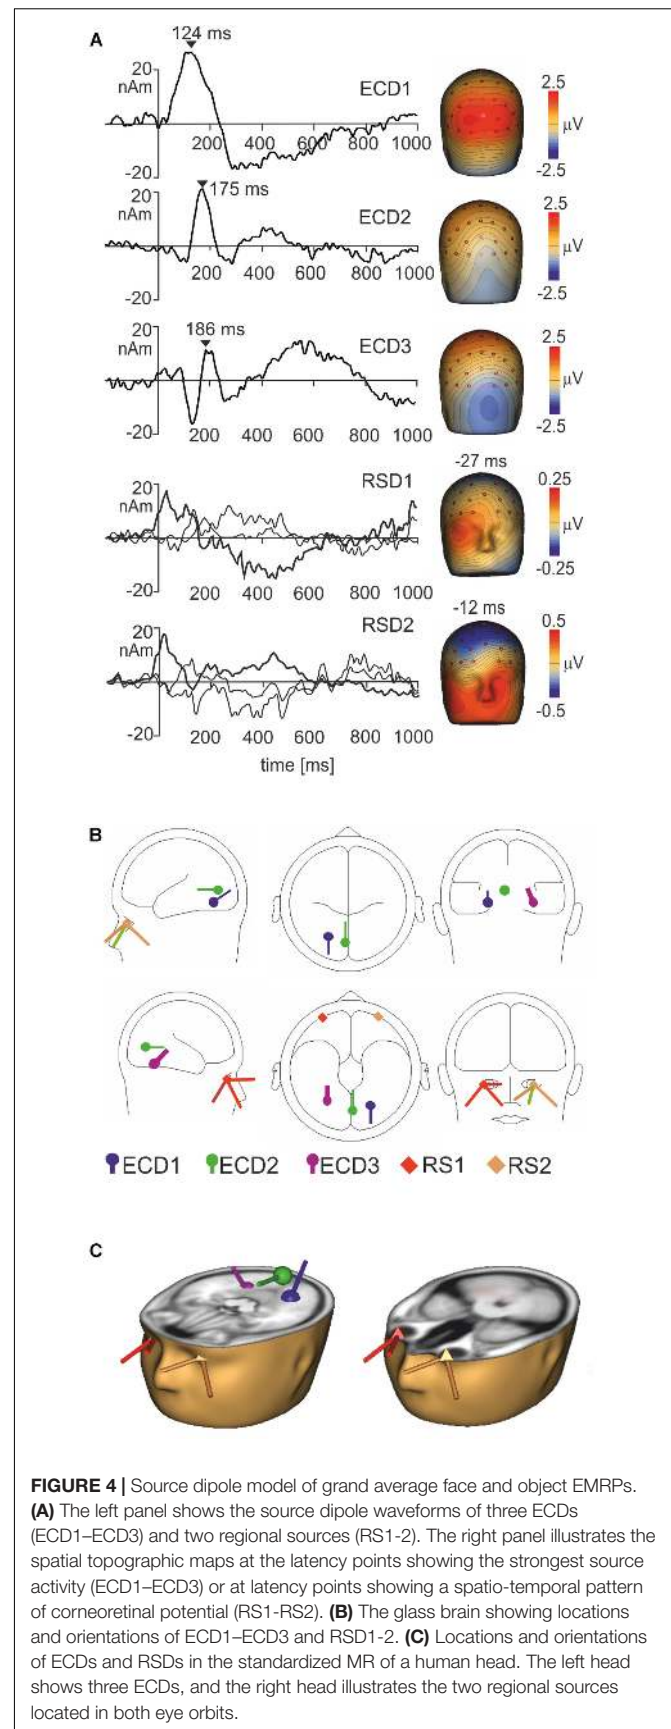 A
124 ms
20
nAm
ECD1
2.5
μV
-2.5
200 400 600 800 1000
-20
175 ms
20
nAm
ECD2
2.5
μV
-2.5
200 400 600 800 1000
-20
186 ms
20
nAm
ECD3
2.5
μV
-2.5
200 400 600 800 1000
-20
RSD1
-27 ms
20
nAm
0.25
μV
-0.25
200 400 600 800 1000
-20
RSD2
-12 ms
20
nAm
0.5
μV
-0.5
200 400 600 800 1000
-20
time [ms]
B
ECD1 ECD2 ECD3 RS1 RS2
C
FIGURE 4 | Source dipole model of grand average face and object EMRPs.
(A) The left panel shows the source dipole waveforms of three ECDs
(ECD1–ECD3) and two regional sources (RS1-2). The right panel illustrates the
spatial topographic maps at the latency points showing the strongest source
activity (ECD1–ECD3) or at latency points showing a spatio-temporal pattern
of corneoretinal potential (RS1-RS2). (B) The glass brain showing locations
and orientations of ECD1–ECD3 and RSD1-2. (C) Locations and orientations
of ECDs and RSDs in the standardized MR of a human head. The left head
shows three ECDs, and the right head illustrates the two regional sources
located in both eye orbits.